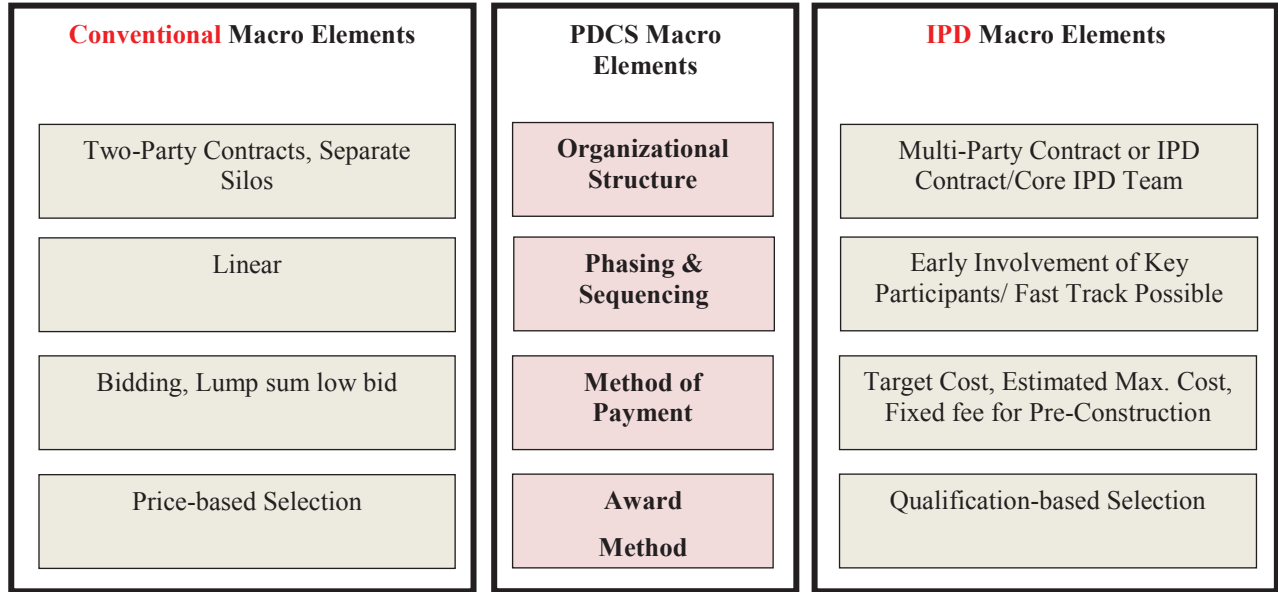 Conventional Macro Elements
Two-Party Contracts, Separate
Silos
Linear
Bidding, Lump sum low bid
Price-based Selection
PDCS Macro
Elements
Organizational
Structure
Phasing &
Sequencing
Method of
Payment
Award
Method
IPD Macro Elements
Multi-Party Contract or IPD
Contract/Core IPD Team
Early Involvement of Key
Participants/ Fast Track Possible
Target Cost, Estimated Max. Cost,
Fixed fee for Pre-Construction
Qualification-based Selection